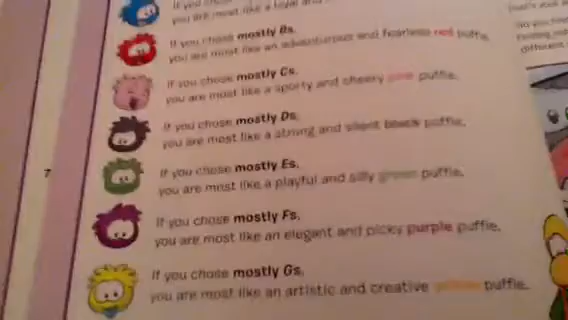 you are most like a loyal and
If you chose mostly Bs,
you are most like an adventurous and fearless red puffle.
If you chose mostly Cs,
you are most like a sporty and cheery pink puffle.
If you chose mostly Ds,
you are most like a strong and silent black puffle.
If you chose mostly Es,
you are most like a playful and silly green puffle.
If you chose mostly Fs,
you are most like an elegant and picky purple puffle.
If you chose mostly Gs,
you are most like an artistic and creative yellow puffle.
7
different